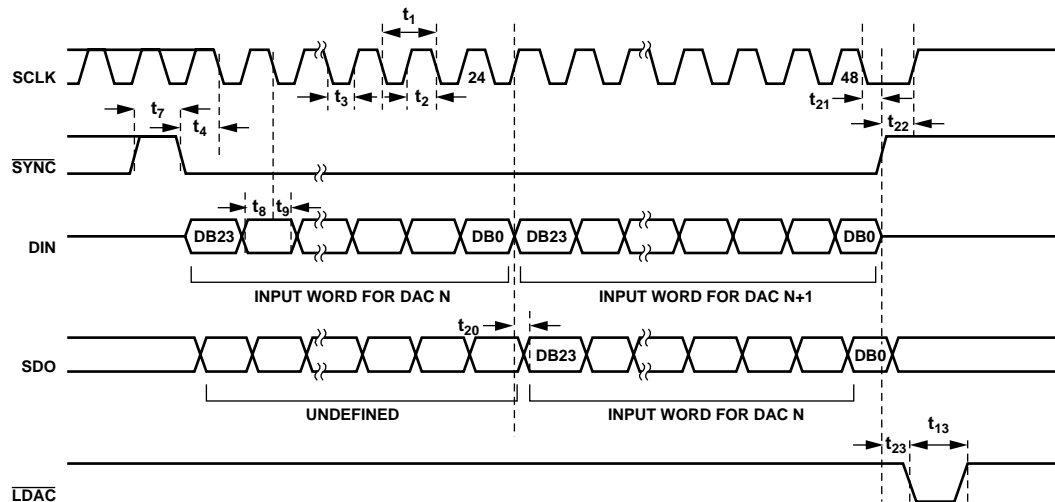 t1
SCLK
24
48
t3
t2
t21
t7
t4
t22
SYNC
t8
t9
DIN
DB23
DB0
DB23
DB0
INPUT WORD FOR DAC N
INPUT WORD FOR DAC N+1
t20
SDO
DB23
DB0
UNDEFINED
INPUT WORD FOR DAC N
t23
t13
LDAC